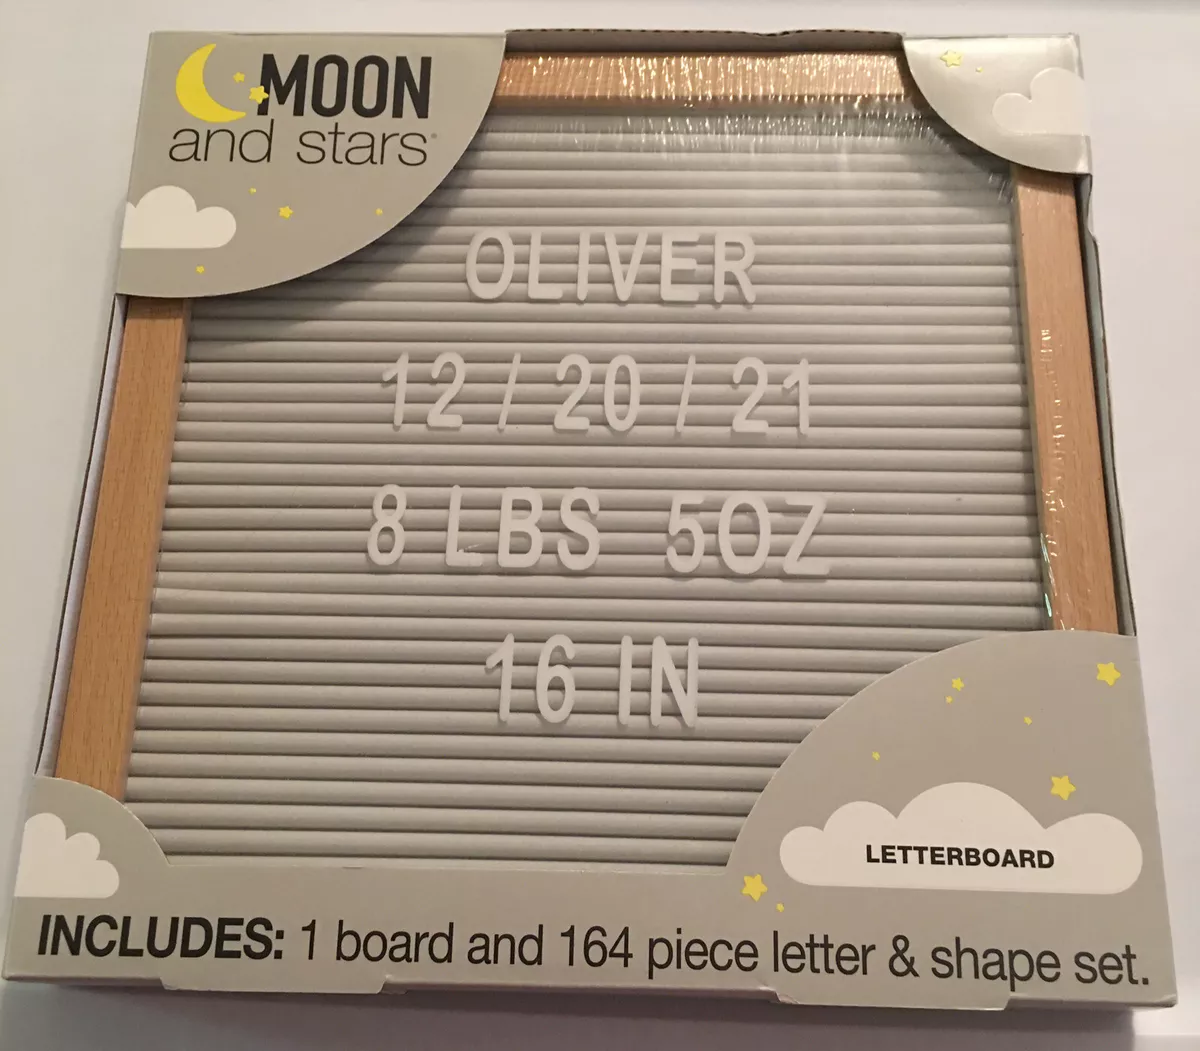 MOON
and stars®
OLIVER
12 / 20 / 21
8 LBS 5OZ
16 IN
LETTERBOARD
INCLUDES: 1 board and 164 piece letter & shape set.